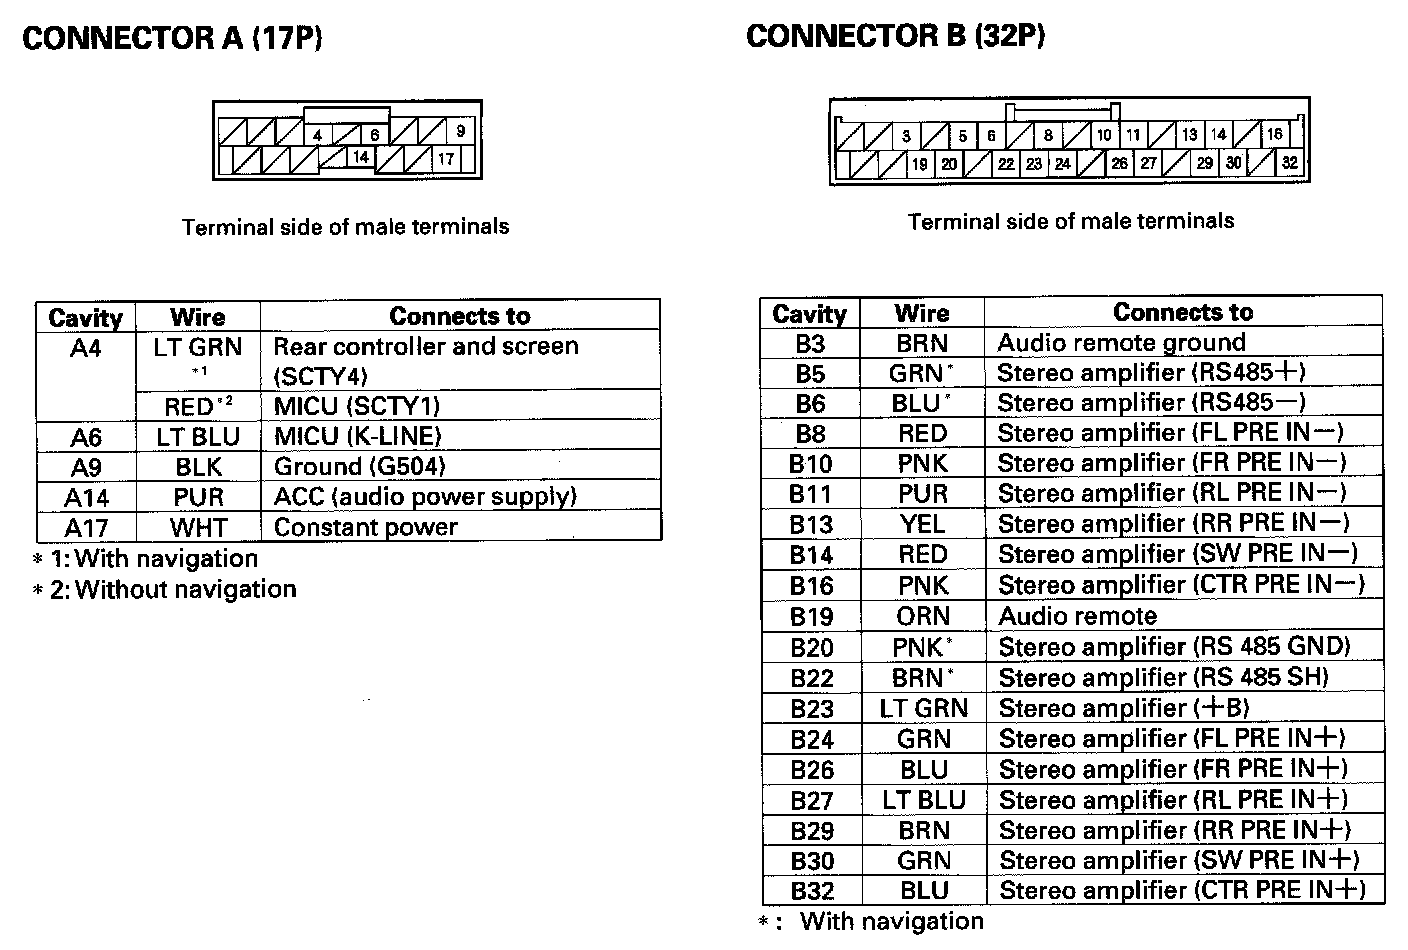 CONNECTOR A (17P)
4 6 9
14 17
Terminal side of male terminals
Cavity Wire Connects to
A4 LT GRN *1 Rear controller and screen (SCTY4)
RED*2 MICU (SCTY1)
A6 LT BLU MICU (K-LINE)
A9 BLK Ground (G504)
A14 PUR ACC (audio power supply)
A17 WHT Constant power
* 1: With navigation
* 2: Without navigation
CONNECTOR B (32P)
3 5 6 8 10 11 13 14 16
19 20 22 23 24 26 27 29 30 32
Terminal side of male terminals
Cavity Wire Connects to
B3 BRN Audio remote ground
B5 GRN* Stereo amplifier (RS485+)
B6 BLU* Stereo amplifier (RS485−)
B8 RED Stereo amplifier (FL PRE IN−)
B10 PNK Stereo amplifier (FR PRE IN−)
B11 PUR Stereo amplifier (RL PRE IN−)
B13 YEL Stereo amplifier (RR PRE IN−)
B14 RED Stereo amplifier (SW PRE IN−)
B16 PNK Stereo amplifier (CTR PRE IN−)
B19 ORN Audio remote
B20 PNK* Stereo amplifier (RS 485 GND)
B22 BRN* Stereo amplifier (RS 485 SH)
B23 LT GRN Stereo amplifier (+B)
B24 GRN Stereo amplifier (FL PRE IN+)
B26 BLU Stereo amplifier (FR PRE IN+)
B27 LT BLU Stereo amplifier (RL PRE IN+)
B29 BRN Stereo amplifier (RR PRE IN+)
B30 GRN Stereo amplifier (SW PRE IN+)
B32 BLU Stereo amplifier (CTR PRE IN+)
* : With navigation